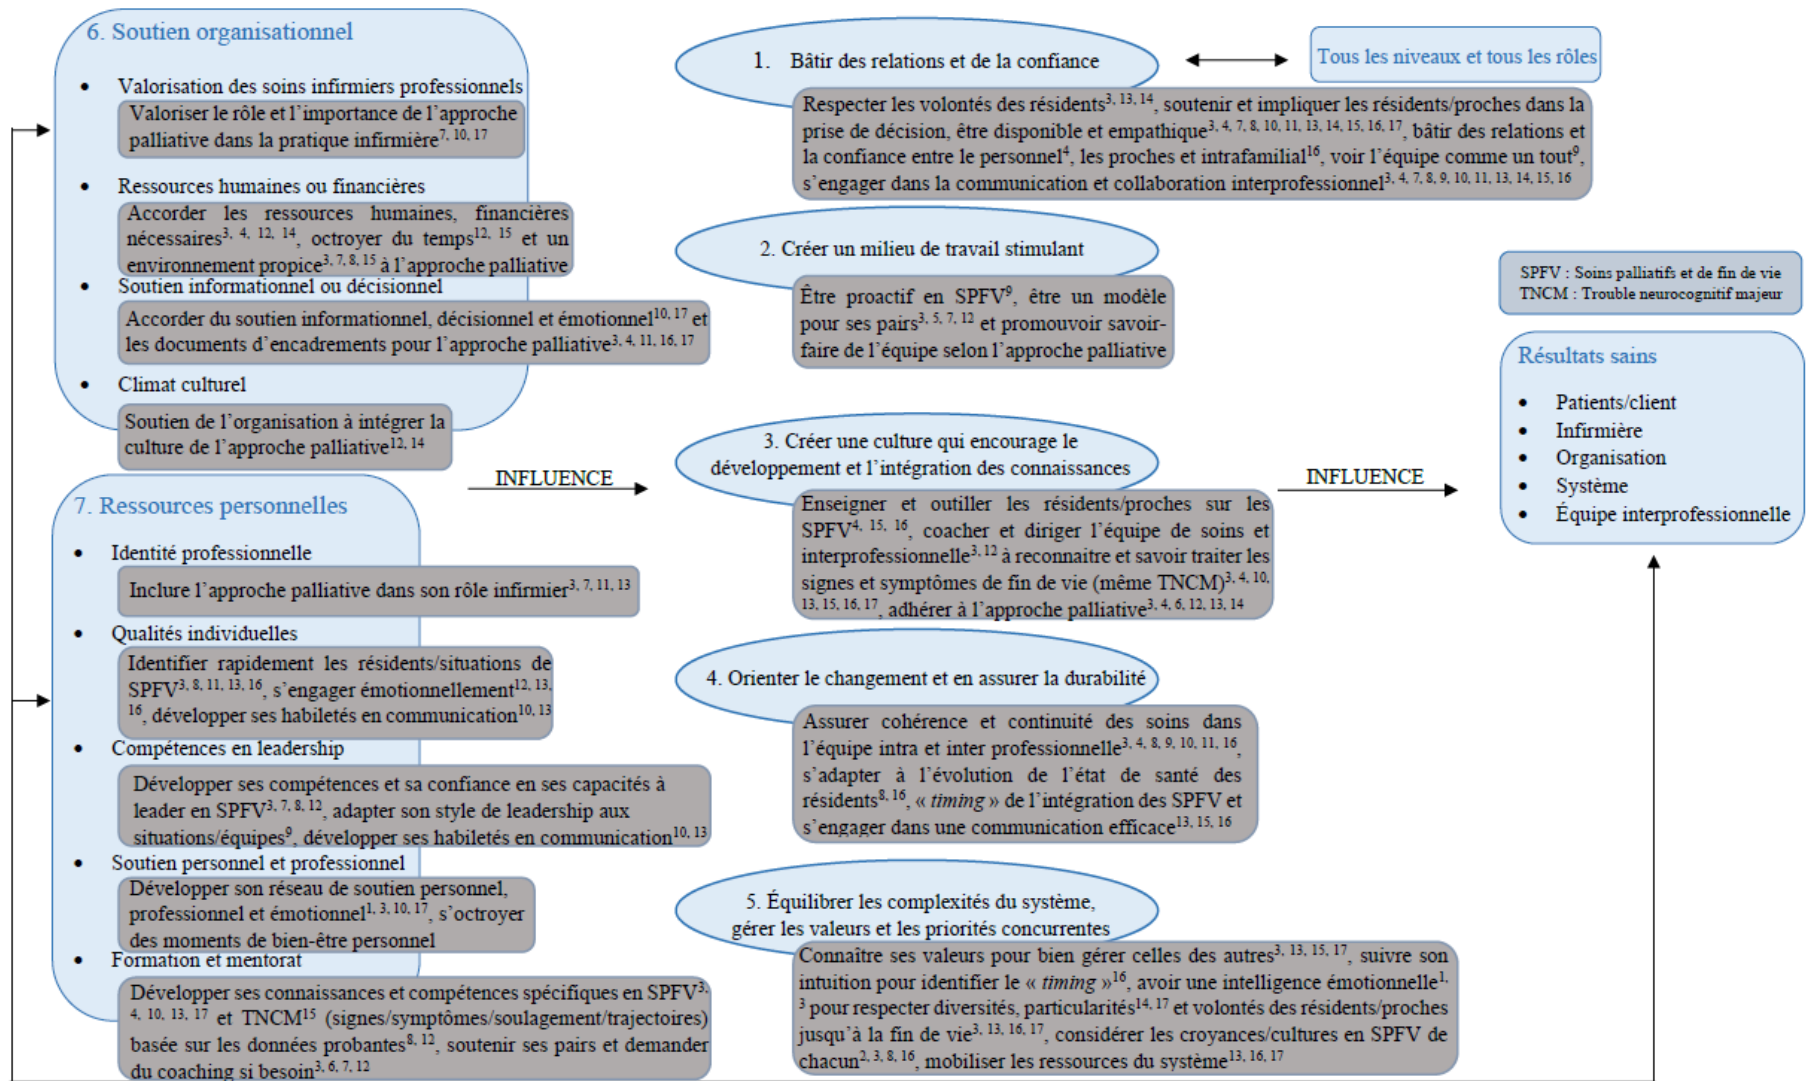 6. Soutien organisationnel
• Valorisation des soins infirmiers professionnels
Valoriser le rôle et l’importance de l’approche
palliative dans la pratique infirmière7, 10, 17
• Ressources humaines ou financières
Accorder les ressources humaines, financières
nécessaires3, 4, 12, 14, octroyer du temps12, 15 et un
environnement propice3, 7, 8, 15 à l’approche palliative
• Soutien informationnel ou décisionnel
Accorder du soutien informationnel, décisionnel et émotionnel10, 17 et
les documents d’encadrements pour l’approche palliative3, 4, 11, 16, 17
• Climat culturel
Soutien de l’organisation à intégrer la
culture de l’approche palliative12, 14
7. Ressources personnelles
• Identité professionnelle
Inclure l’approche palliative dans son rôle infirmier3, 7, 11, 13
• Qualités individuelles
Identifier rapidement les résidents/situations de
SPFV3, 8, 11, 13, 16, s’engager émotionnellement12, 13,
16, développer ses habiletés en communication10, 13
• Compétences en leadership
Développer ses compétences et sa confiance en ses capacités à
leader en SPFV3, 7, 8, 12, adapter son style de leadership aux
situations/équipes9, développer ses habiletés en communication10, 13
• Soutien personnel et professionnel
Développer son réseau de soutien personnel,
professionnel et émotionnel1, 3, 10, 17, s’octroyer
des moments de bien-être personnel
• Formation et mentorat
Développer ses connaissances et compétences spécifiques en SPFV3,
4, 10, 13, 17 et TNCM15 (signes/symptômes/soulagement/trajectoires)
basée sur les données probantes8, 12, soutenir ses pairs et demander
du coaching si besoin3, 6, 7, 12
INFLUENCE
1. Bâtir des relations et de la confiance
Tous les niveaux et tous les rôles
Respecter les volontés des résidents3, 13, 14, soutenir et impliquer les résidents/proches dans la
prise de décision, être disponible et empathique3, 4, 7, 8, 10, 11, 13, 14, 15, 16, 17, bâtir des relations et
la confiance entre le personnel4, les proches et intrafamilial16, voir l’équipe comme un tout9,
s’engager dans la communication et collaboration interprofessionnel3, 4, 7, 8, 9, 10, 11, 13, 14, 15, 16
2. Créer un milieu de travail stimulant
Être proactif en SPFV9, être un modèle
pour ses pairs3, 5, 7, 12 et promouvoir savoir-
faire de l’équipe selon l’approche palliative
3. Créer une culture qui encourage le
développement et l’intégration des connaissances
Enseigner et outiller les résidents/proches sur les
SPFV4, 15, 16, coacher et diriger l’équipe de soins et
interprofessionnelle3, 12 à reconnaitre et savoir traiter les
signes et symptômes de fin de vie (même TNCM)3, 4, 10,
13, 15, 16, 17, adhérer à l’approche palliative3, 4, 6, 12, 13, 14
4. Orienter le changement et en assurer la durabilité
Assurer cohérence et continuité des soins dans
l’équipe intra et inter professionnelle3, 4, 8, 9, 10, 11, 16,
s’adapter à l’évolution de l’état de santé des
résidents8, 16, « timing » de l’intégration des SPFV et
s’engager dans une communication efficace13, 15, 16
5. Équilibrer les complexités du système,
gérer les valeurs et les priorités concurrentes
Connaître ses valeurs pour bien gérer celles des autres3, 13, 15, 17, suivre son
intuition pour identifier le « timing »16, avoir une intelligence émotionnelle1,
3 pour respecter diversités, particularités14, 17 et volontés des résidents/proches
jusqu’à la fin de vie3, 13, 16, 17, considérer les croyances/cultures en SPFV de
chacun2, 3, 8, 16, mobiliser les ressources du système13, 16, 17
INFLUENCE
SPFV : Soins palliatifs et de fin de vie
TNCM : Trouble neurocognitif majeur
Résultats sains
• Patients/client
• Infirmière
• Organisation
• Système
• Équipe interprofessionnelle